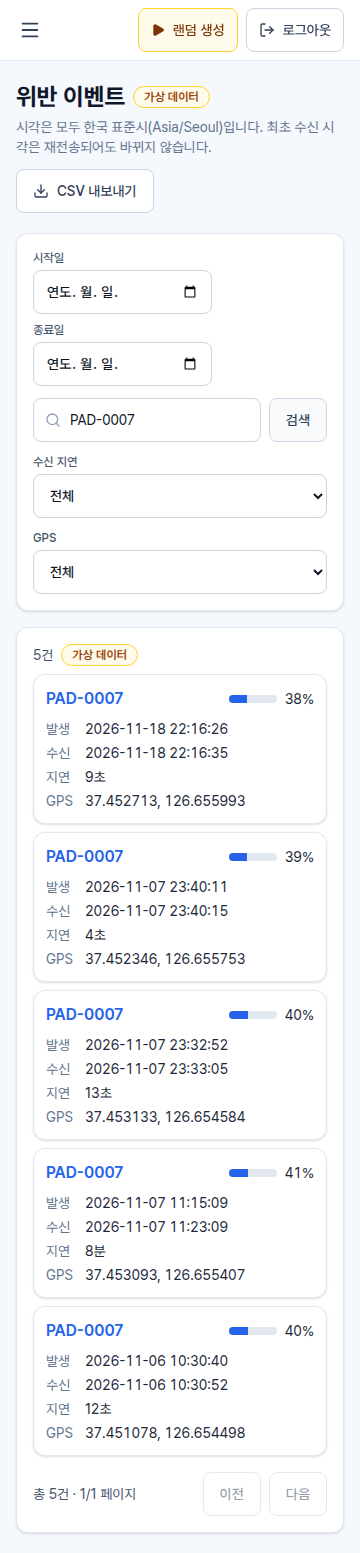 랜덤 생성
로그아웃
위반 이벤트
가상 데이터
시각은 모두 한국 표준시(Asia/Seoul)입니다. 최초 수신 시
각은 재전송되어도 바뀌지 않습니다.
CSV 내보내기
시작일
연도. 월. 일.
종료일
연도. 월. 일.
PAD-0007
검색
수신 지연
전체
GPS
전체
5건
가상 데이터
PAD-0007
38%
발생 2026-11-18 22:16:26
수신 2026-11-18 22:16:35
지연 9초
GPS 37.452713, 126.655993
PAD-0007
39%
발생 2026-11-07 23:40:11
수신 2026-11-07 23:40:15
지연 4초
GPS 37.452346, 126.655753
PAD-0007
40%
발생 2026-11-07 23:32:52
수신 2026-11-07 23:33:05
지연 13초
GPS 37.453133, 126.654584
PAD-0007
41%
발생 2026-11-07 11:15:09
수신 2026-11-07 11:23:09
지연 8분
GPS 37.453093, 126.655407
PAD-0007
40%
발생 2026-11-06 10:30:40
수신 2026-11-06 10:30:52
지연 12초
GPS 37.451078, 126.654498
총 5건 · 1/1 페이지
이전
다음